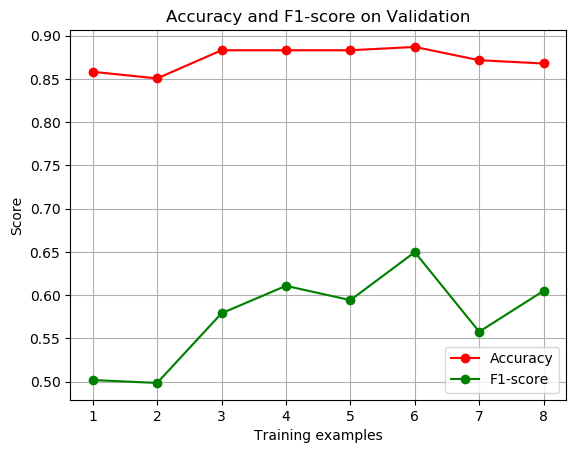 Accuracy and F1-score on Validation
0.90
0.85
0.80
0.75
0.70
0.65
0.60
0.55
0.50
Score
1 2 3 4 5 6 7 8
Training examples
Accuracy
F1-score